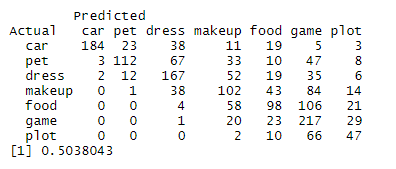 Predicted
Actual car pet dress makeup food game plot
car 184 23 38 11 19 5 3
pet 3 112 67 33 10 47 8
dress 2 12 167 52 19 35 6
makeup 0 1 38 102 43 84 14
food 0 0 4 58 98 106 21
game 0 0 1 20 23 217 29
plot 0 0 0 2 10 66 47
[1] 0.5038043